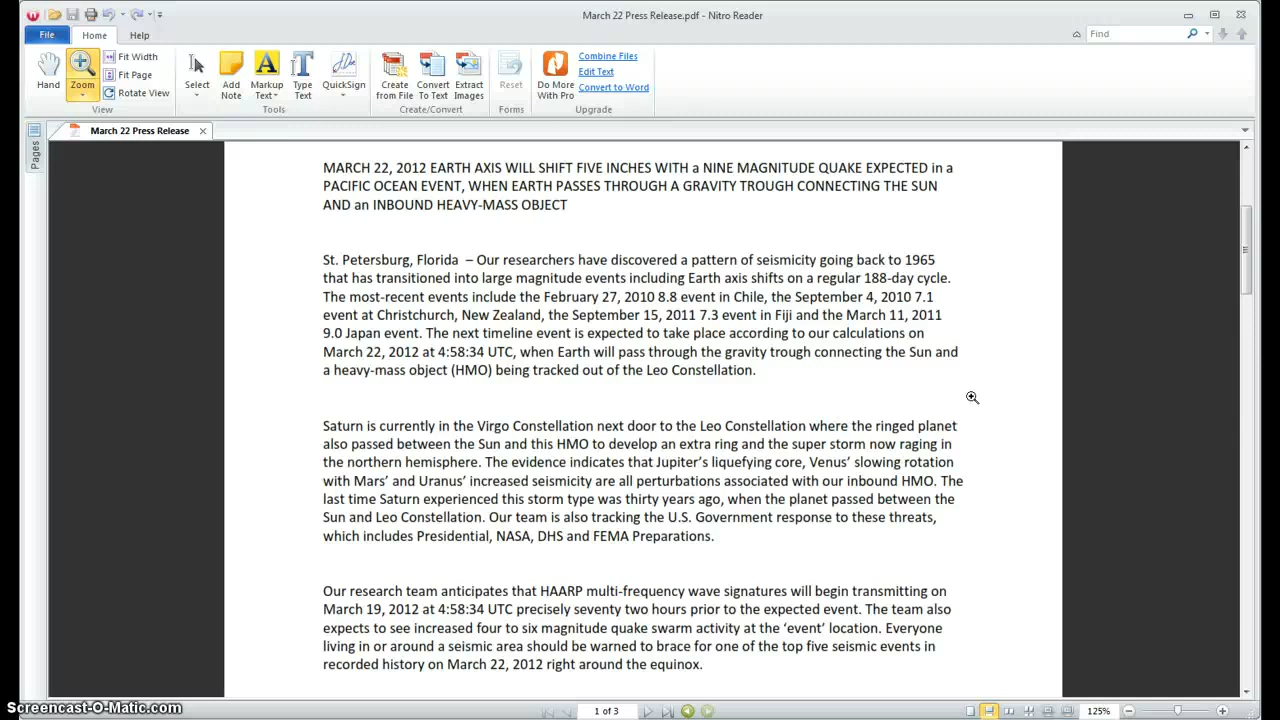 March 22 Press Release.pdf - Nitro Reader
File Home Help
Find
Hand
Zoom
Fit Width
Fit Page
Rotate View
View
Select
Add Note
Markup Text
Type Text
QuickSign
Tools
Create from File
Convert To Text
Extract Images
Create/Convert
Reset
Forms
Do More With Pro
Combine Files
Edit Text
Convert to Word
Upgrade
March 22 Press Release
Pages
MARCH 22, 2012 EARTH AXIS WILL SHIFT FIVE INCHES WITH a NINE MAGNITUDE QUAKE EXPECTED in a
PACIFIC OCEAN EVENT, WHEN EARTH PASSES THROUGH A GRAVITY TROUGH CONNECTING THE SUN
AND an INBOUND HEAVY-MASS OBJECT
St. Petersburg, Florida – Our researchers have discovered a pattern of seismicity going back to 1965
that has transitioned into large magnitude events including Earth axis shifts on a regular 188-day cycle.
The most-recent events include the February 27, 2010 8.8 event in Chile, the September 4, 2010 7.1
event at Christchurch, New Zealand, the September 15, 2011 7.3 event in Fiji and the March 11, 2011
9.0 Japan event. The next timeline event is expected to take place according to our calculations on
March 22, 2012 at 4:58:34 UTC, when Earth will pass through the gravity trough connecting the Sun and
a heavy-mass object (HMO) being tracked out of the Leo Constellation.
Saturn is currently in the Virgo Constellation next door to the Leo Constellation where the ringed planet
also passed between the Sun and this HMO to develop an extra ring and the super storm now raging in
the northern hemisphere. The evidence indicates that Jupiter’s liquefying core, Venus’ slowing rotation
with Mars’ and Uranus’ increased seismicity are all perturbations associated with our inbound HMO. The
last time Saturn experienced this storm type was thirty years ago, when the planet passed between the
Sun and Leo Constellation. Our team is also tracking the U.S. Government response to these threats,
which includes Presidential, NASA, DHS and FEMA Preparations.
Our research team anticipates that HAARP multi-frequency wave signatures will begin transmitting on
March 19, 2012 at 4:58:34 UTC precisely seventy two hours prior to the expected event. The team also
expects to see increased four to six magnitude quake swarm activity at the ‘event’ location. Everyone
living in or around a seismic area should be warned to brace for one of the top five seismic events in
recorded history on March 22, 2012 right around the equinox.
Screencast-O-Matic.com
1 of 3
125%